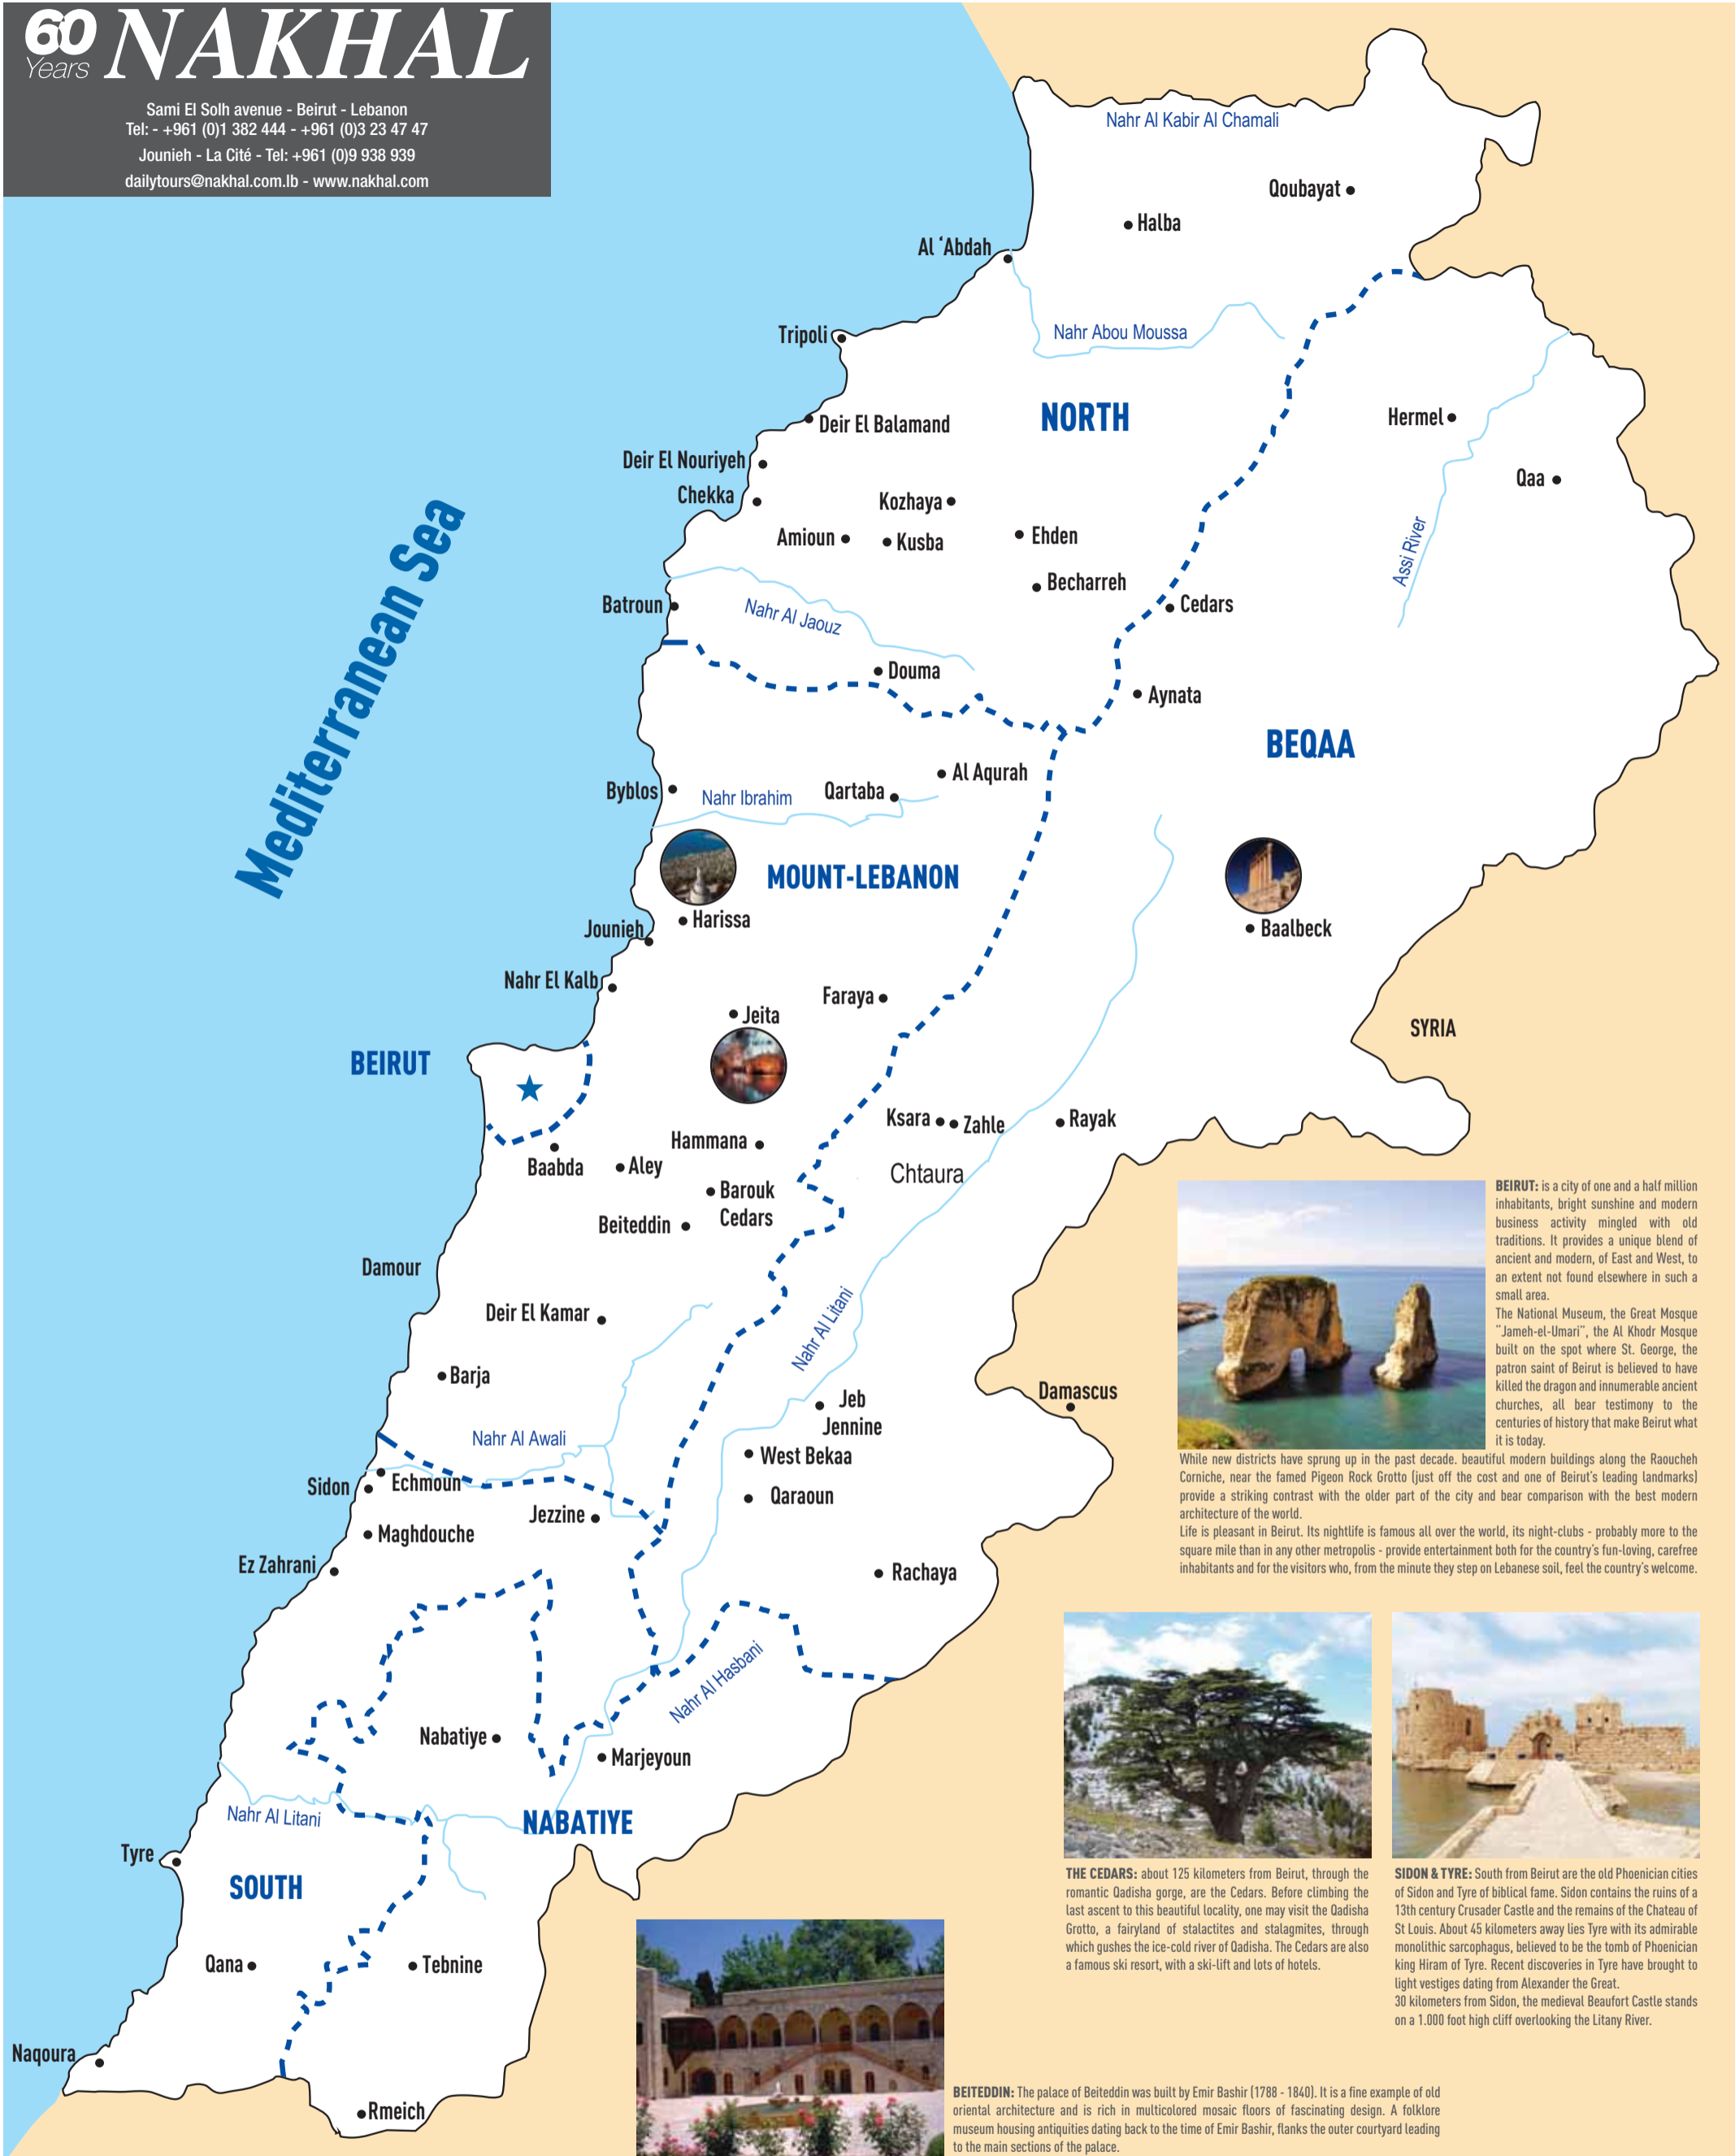 60 Years NAKHAL
Sami El Solh avenue - Beirut - Lebanon
Tel: - +961 (0)1 382 444 - +961 (0)3 23 47 47
Jounieh - La Cité - Tel: +961 (0)9 938 939
dailytours@nakhal.com.lb - www.nakhal.com
Nahr Al Kabir Al Chamali
Qoubayat
Halba
Al ‘Abdah
Nahr Abou Moussa
Tripoli
NORTH
Hermel
Deir El Balamand
Deir El Nouriyeh
Qaa
Chekka
Kozhaya
Amioun
Kusba
Ehden
Assi River
Becharreh
Mediterranean Sea
Batroun
Nahr Al Jaouz
Cedars
Douma
Aynata
BEQAA
Al Aqurah
Byblos
Nahr Ibrahim
Qartaba
MOUNT-LEBANON
Harissa
Jounieh
Baalbeck
Nahr El Kalb
Faraya
Jeita
SYRIA
BEIRUT
Ksara
Zahle
Rayak
Hammana
Baabda
Aley
Chtaura
Barouk
Cedars
Beiteddin
Damour
Deir El Kamar
Nahr Al Litani
Barja
Damascus
Jeb
Jennine
Nahr Al Awali
West Bekaa
Sidon
Echmoun
Qaraoun
Jezzine
Maghdouche
Ez Zahrani
Rachaya
Nahr Al Hasbani
Nabatiye
Marjeyoun
Nahr Al Litani
NABATIYE
Tyre
SOUTH
Qana
Tebnine
Naqoura
Rmeich
BEIRUT: is a city of one and a half million
inhabitants, bright sunshine and modern
business activity mingled with old
traditions. It provides a unique blend of
ancient and modern, of East and West, to
an extent not found elsewhere in such a
small area.
The National Museum, the Great Mosque
"Jameh-el-Umari", the Al Khodr Mosque
built on the spot where St. George, the
patron saint of Beirut is believed to have
killed the dragon and innumerable ancient
churches, all bear testimony to the
centuries of history that make Beirut what
it is today.
While new districts have sprung up in the past decade. beautiful modern buildings along the Raoucheh
Corniche, near the famed Pigeon Rock Grotto (just off the cost and one of Beirut's leading landmarks)
provide a striking contrast with the older part of the city and bear comparison with the best modern
architecture of the world.
Life is pleasant in Beirut. Its nightlife is famous all over the world, its night-clubs - probably more to the
square mile than in any other metropolis - provide entertainment both for the country's fun-loving, carefree
inhabitants and for the visitors who, from the minute they step on Lebanese soil, feel the country's welcome.
THE CEDARS: about 125 kilometers from Beirut, through the
romantic Qadisha gorge, are the Cedars. Before climbing the
last ascent to this beautiful locality, one may visit the Qadisha
Grotto, a fairyland of stalactites and stalagmites, through
which gushes the ice-cold river of Qadisha. The Cedars are also
a famous ski resort, with a ski-lift and lots of hotels.
SIDON & TYRE: South from Beirut are the old Phoenician cities
of Sidon and Tyre of biblical fame. Sidon contains the ruins of a
13th century Crusader Castle and the remains of the Chateau of
St Louis. About 45 kilometers away lies Tyre with its admirable
monolithic sarcophagus, believed to be the tomb of Phoenician
king Hiram of Tyre. Recent discoveries in Tyre have brought to
light vestiges dating from Alexander the Great.
30 kilometers from Sidon, the medieval Beaufort Castle stands
on a 1.000 foot high cliff overlooking the Litany River.
BEITEDDIN: The palace of Beiteddin was built by Emir Bashir (1788 - 1840). It is a fine example of old
oriental architecture and is rich in multicolored mosaic floors of fascinating design. A folklore
museum housing antiquities dating back to the time of Emir Bashir, flanks the outer courtyard leading
to the main sections of the palace.